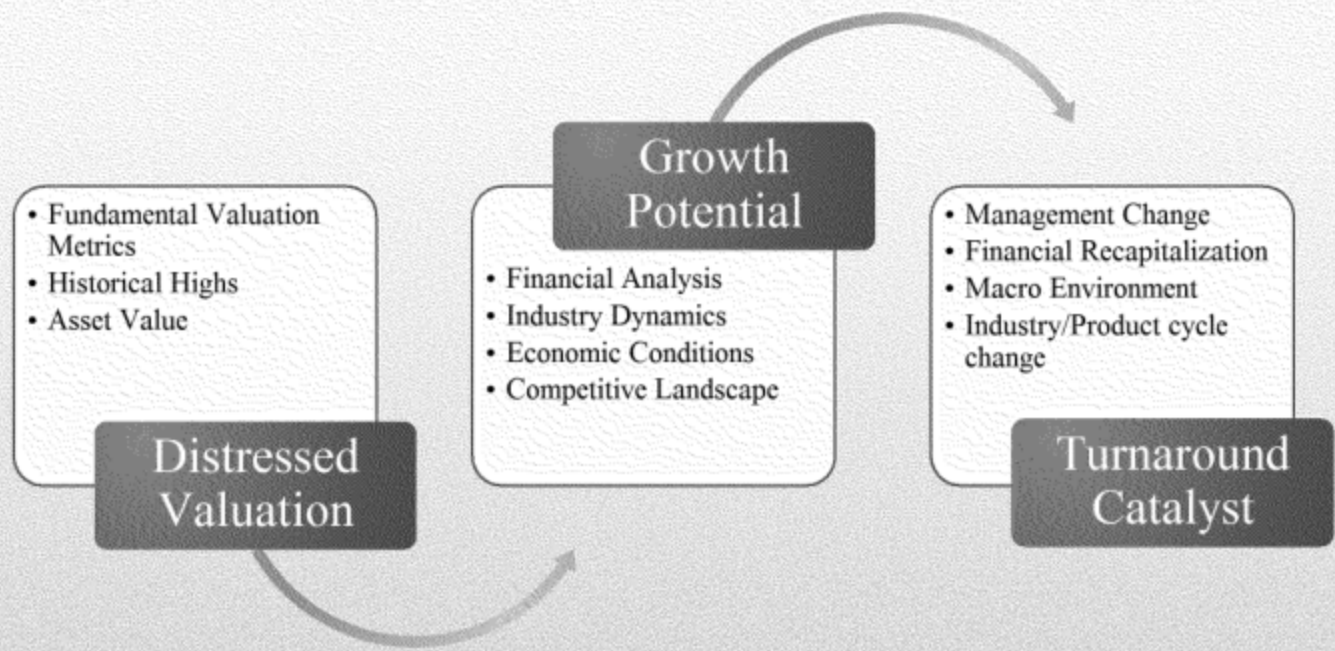 • Fundamental Valuation
Metrics
• Historical Highs
• Asset Value
Distressed
Valuation
Growth
Potential
• Financial Analysis
• Industry Dynamics
• Economic Conditions
• Competitive Landscape
• Management Change
• Financial Recapitalization
• Macro Environment
• Industry/Product cycle
change
Turnaround
Catalyst